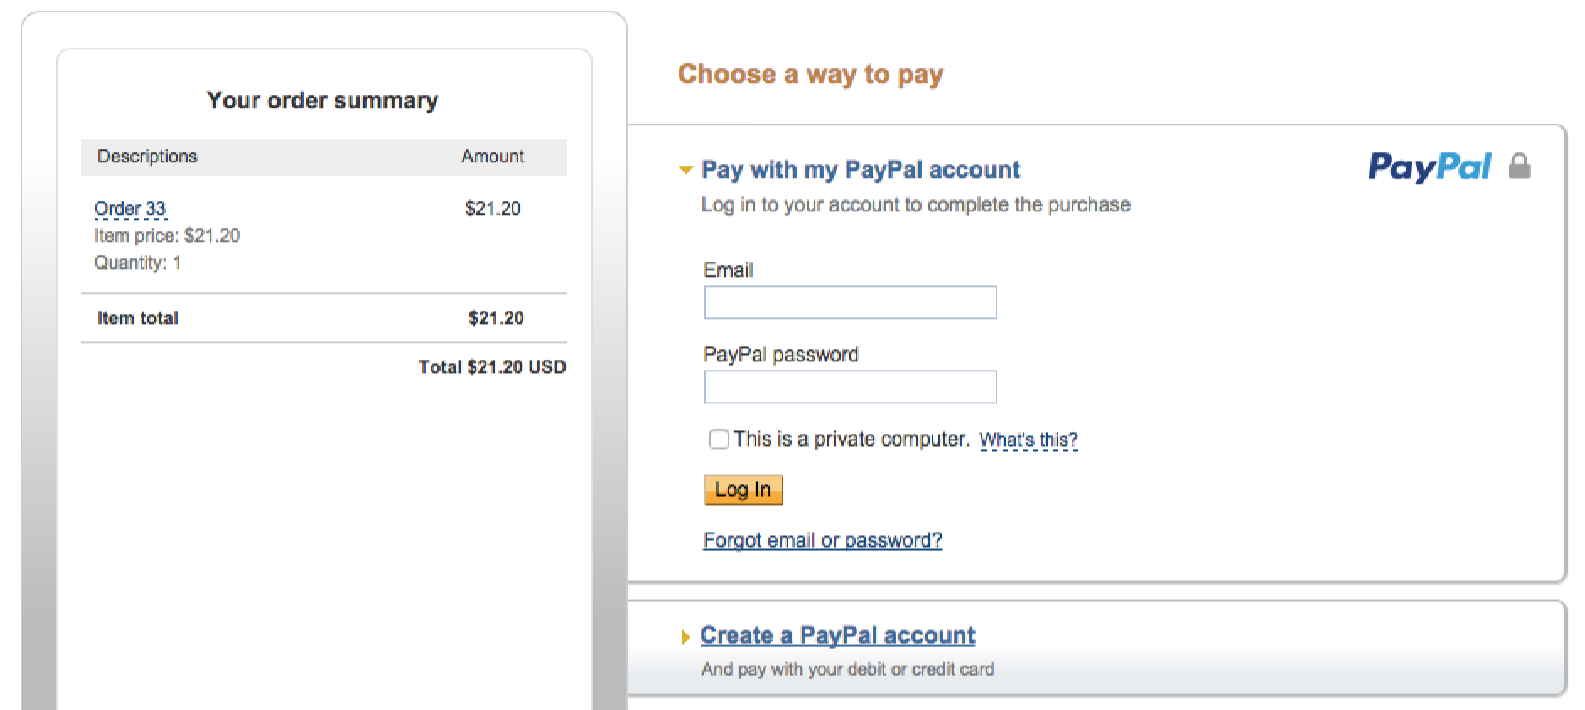 Your order summary
Descriptions Amount
Order 33 $21.20
Item price: $21.20
Quantity: 1
Item total $21.20
Total $21.20 USD
Choose a way to pay
Pay with my PayPal account
PayPal
Log in to your account to complete the purchase
Email
PayPal password
This is a private computer. What's this?
Log In
Forgot email or password?
Create a PayPal account
And pay with your debit or credit card